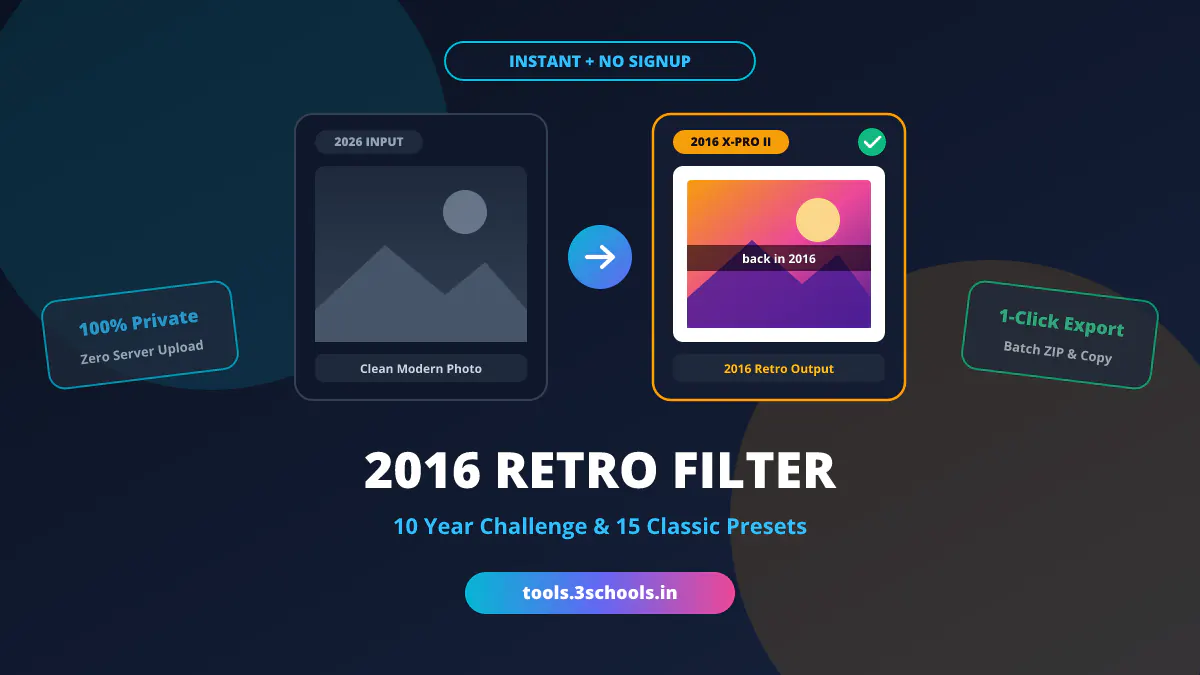 INSTANT + NO SIGNUP
2026 INPUT
Clean Modern Photo
2016 X-PRO II
back in 2016
2016 Retro Output
100% Private
Zero Server Upload
1-Click Export
Batch ZIP & Copy
2016 RETRO FILTER
10 Year Challenge & 15 Classic Presets
tools.3schools.in